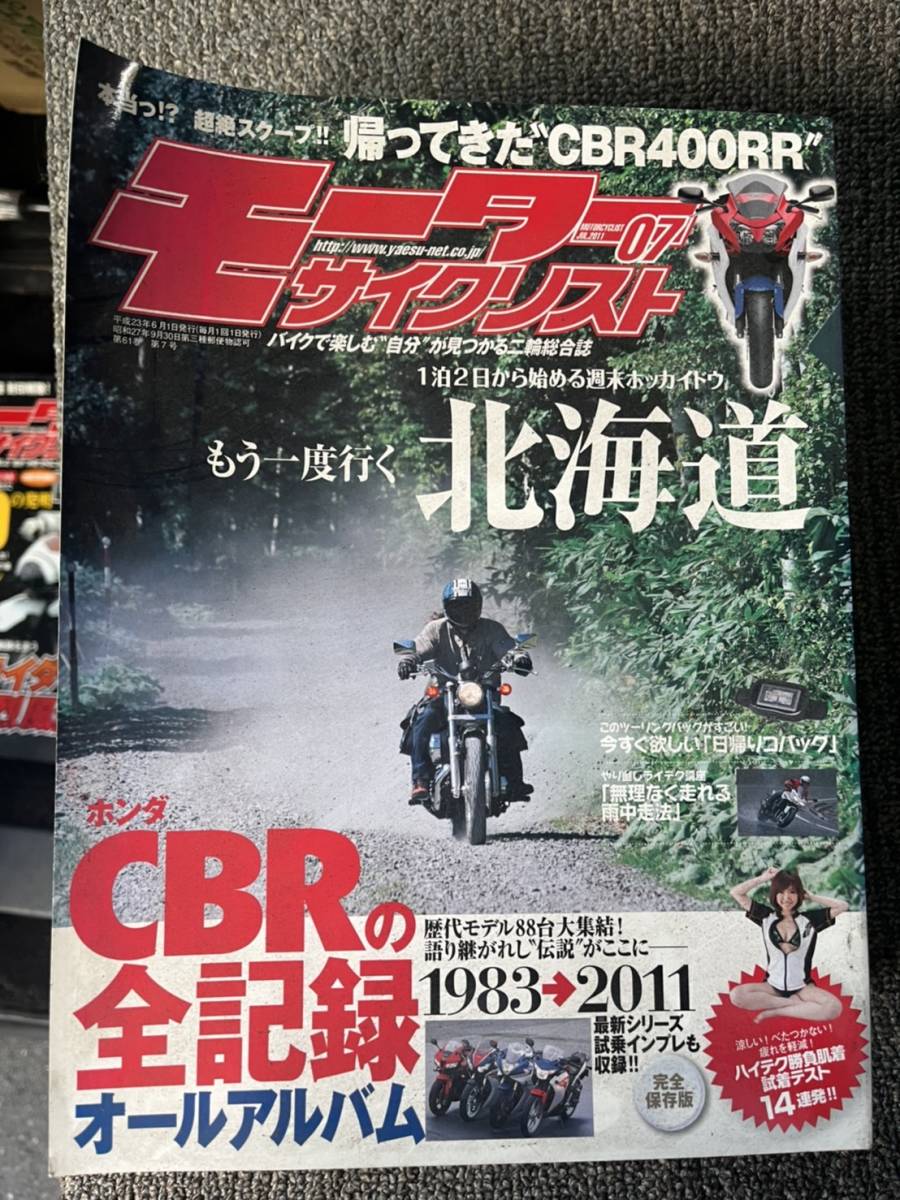 本当っ!?
超絶スクープ!! 帰ってきた"CBR400RR"
モーターサイクリスト
MOTORCYCLIST
JUL.2011
07
http://www.yaesu-net.co.jp/
平成23年6月1日発行(毎月1回1日発行)
昭和27年9月30日第三種郵便物認可
第61巻 第7号
バイクで楽しむ"自分"が見つかる二輪総合誌
1泊2日から始める週末ホッカイドウ
もう一度行く 北海道
このツーリングバッグがすごい!
今すぐ欲しい「日帰りコバッグ」
やり直しライテク講座
「無理なく走れる
雨中走法」
ホンダ
CBRの
全記録
オールアルバム
歴代モデル88台大集結!
語り継がれし"伝説"がここに——
1983→2011
最新シリーズ
試乗インプレも
収録!!
完全
保存版
涼しい!べたつかない!
疲れを軽減!
ハイテク勝負肌着
試着テスト
14連発!!